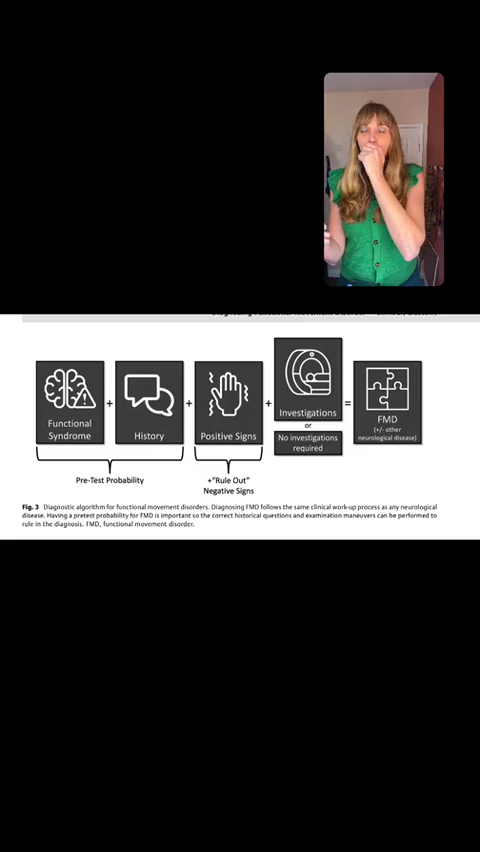 Functional
Syndrome
+
History
+
Positive Signs
+
Investigations
or
No investigations
required
=
FMD
(+/- other
neurological disease)
Pre-Test Probability
+"Rule Out"
Negative Signs
Fig. 3 Diagnostic algorithm for functional movement disorders. Diagnosing FMD follows the same clinical work-up process as any neurological
disease. Having a pretest probability for FMD is important so the correct historical questions and examination maneuvers can be performed to
rule in the diagnosis. FMD, functional movement disorder.